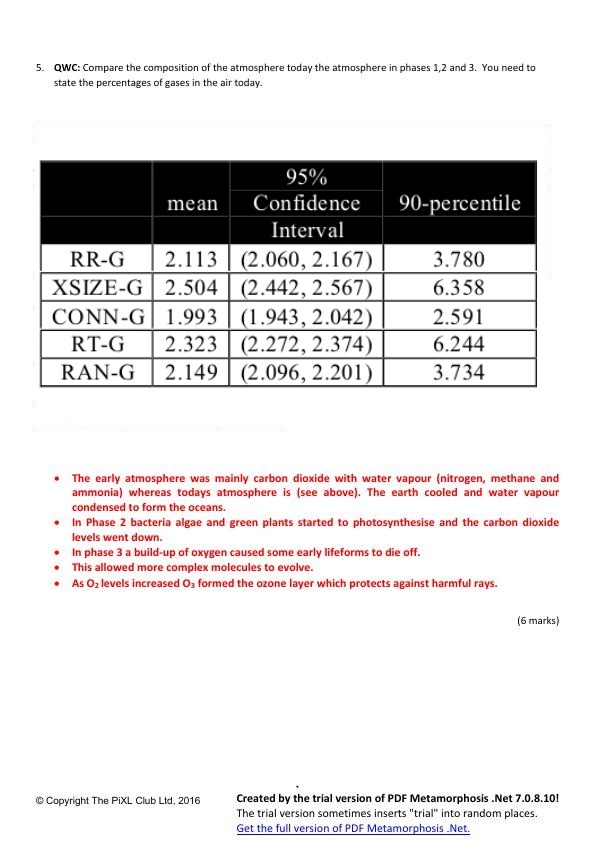 5. QWC: Compare the composition of the atmosphere today the atmosphere in phases 1,2 and 3. You need to
state the percentages of gases in the air today.
95%
mean Confidence 90-percentile
Interval
RR-G 2.113 (2.060, 2.167) 3.780
XSIZE-G 2.504 (2.442, 2.567) 6.358
CONN-G 1.993 (1.943, 2.042) 2.591
RT-G 2.323 (2.272, 2.374) 6.244
RAN-G 2.149 (2.096, 2.201) 3.734
• The early atmosphere was mainly carbon dioxide with water vapour (nitrogen, methane and
ammonia) whereas todays atmosphere is (see above). The earth cooled and water vapour
condensed to form the oceans.
• In Phase 2 bacteria algae and green plants started to photosynthesise and the carbon dioxide
levels went down.
• In phase 3 a build-up of oxygen caused some early lifeforms to die off.
• This allowed more complex molecules to evolve.
• As O₂ levels increased O₃ formed the ozone layer which protects against harmful rays.
(6 marks)
© Copyright The PiXL Club Ltd, 2016
Created by the trial version of PDF Metamorphosis .Net 7.0.8.10!
The trial version sometimes inserts "trial" into random places.
Get the full version of PDF Metamorphosis .Net.